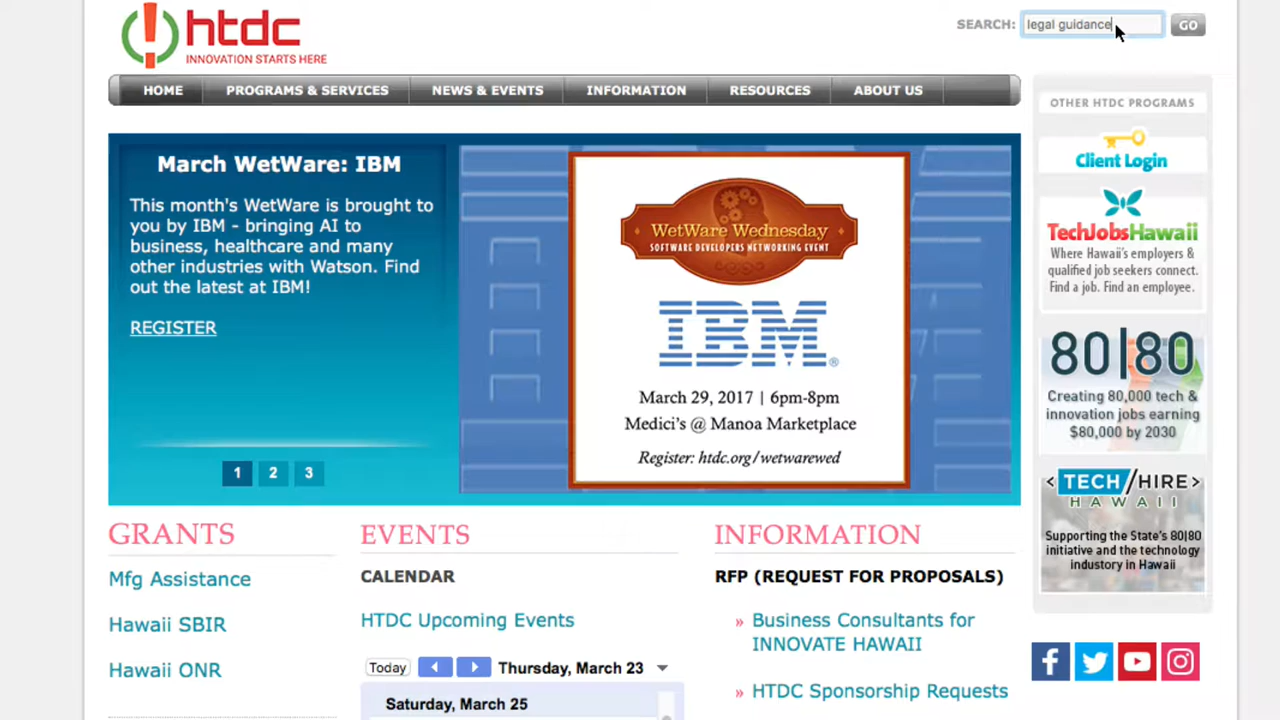 htdc
INNOVATION STARTS HERE
SEARCH: legal guidance GO
HOME PROGRAMS & SERVICES NEWS & EVENTS INFORMATION RESOURCES ABOUT US
March WetWare: IBM
This month's WetWare is brought to
you by IBM - bringing AI to
business, healthcare and many
other industries with Watson. Find
out the latest at IBM!
REGISTER
1 2 3
WetWare Wednesday
SOFTWARE DEVELOPERS NETWORKING EVENT
IBM®
March 29, 2017 | 6pm-8pm
Medici's @ Manoa Marketplace
Register: htdc.org/wetwarewed
OTHER HTDC PROGRAMS
Client Login
TechJobsHawaii
Where Hawaii's employers &
qualified job seekers connect.
Find a job. Find an employee.
80|80
Creating 80,000 tech &
innovation jobs earning
$80,000 by 2030
<TECH/HIRE>
HAWAII
Supporting the State's 80|80
initiative and the technology
industory in Hawaii
GRANTS
Mfg Assistance
Hawaii SBIR
Hawaii ONR
EVENTS
CALENDAR
HTDC Upcoming Events
Today Thursday, March 23
Saturday, March 25
INFORMATION
RFP (REQUEST FOR PROPOSALS)
» Business Consultants for
INNOVATE HAWAII
» HTDC Sponsorship Requests